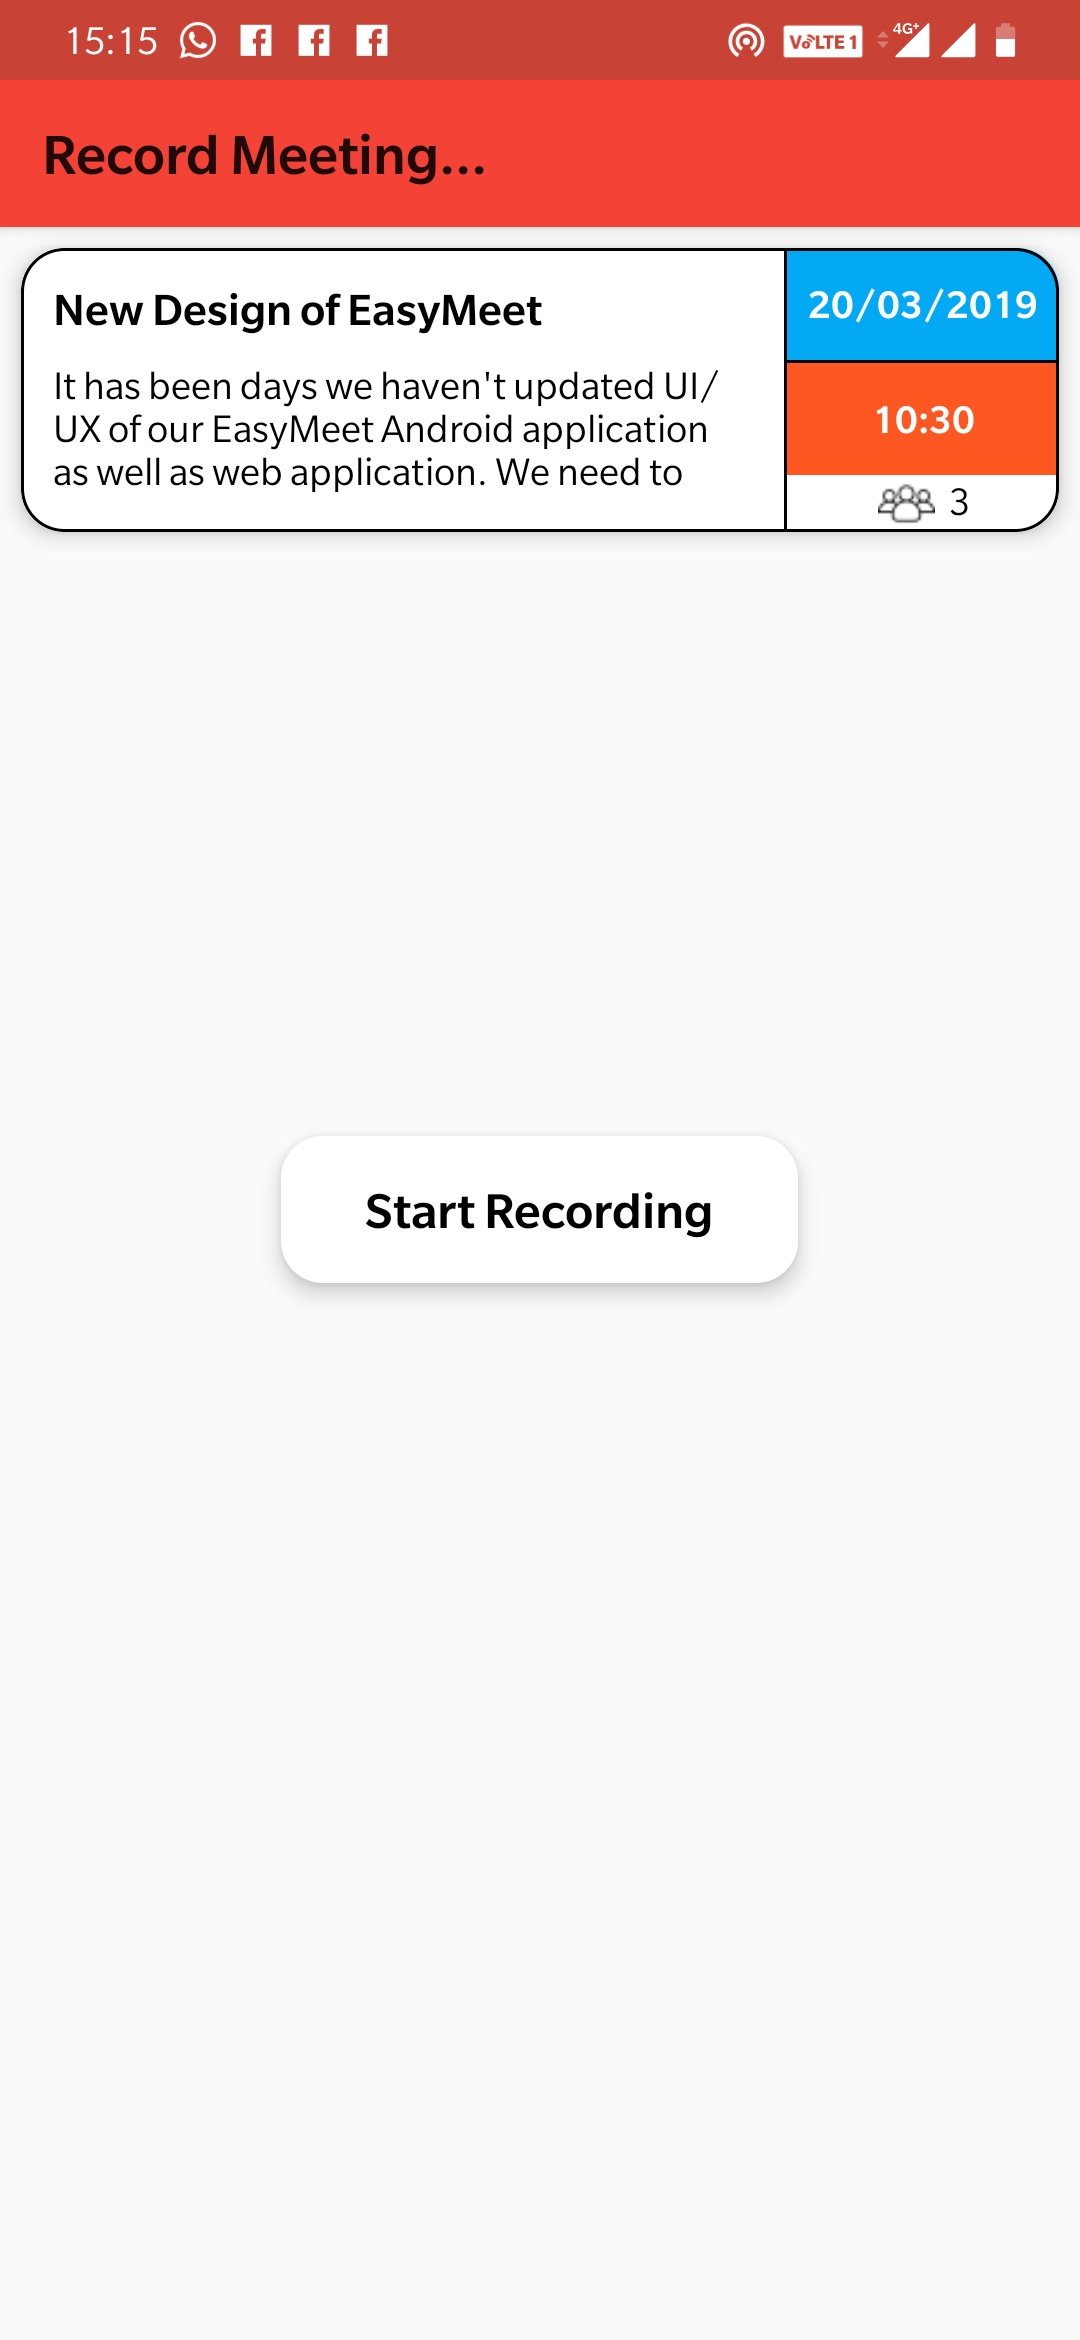 15:15
VoLTE 1
4G+
Record Meeting...
New Design of EasyMeet
It has been days we haven't updated UI/
UX of our EasyMeet Android application
as well as web application. We need to
20/03/2019
10:30
3
Start Recording